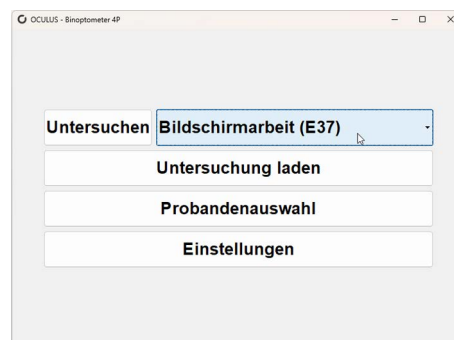 OCULUS - Binoptometer 4P
Untersuchen Bildschirmarbeit (E37)
Untersuchung laden
Probandenauswahl
Einstellungen